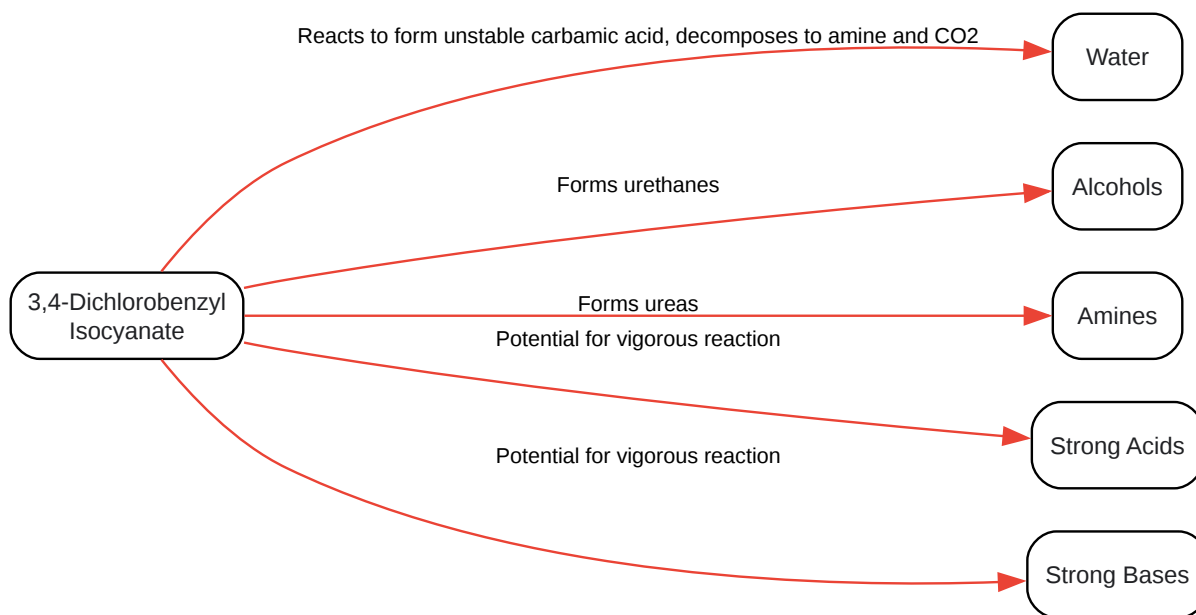 Reacts to form unstable carbamic acid, decomposes to amine and CO2
Water
Forms urethanes
Alcohols
3,4-Dichlorobenzyl
Isocyanate
Forms ureas
Amines
Potential for vigorous reaction
Strong Acids
Potential for vigorous reaction
Strong Bases